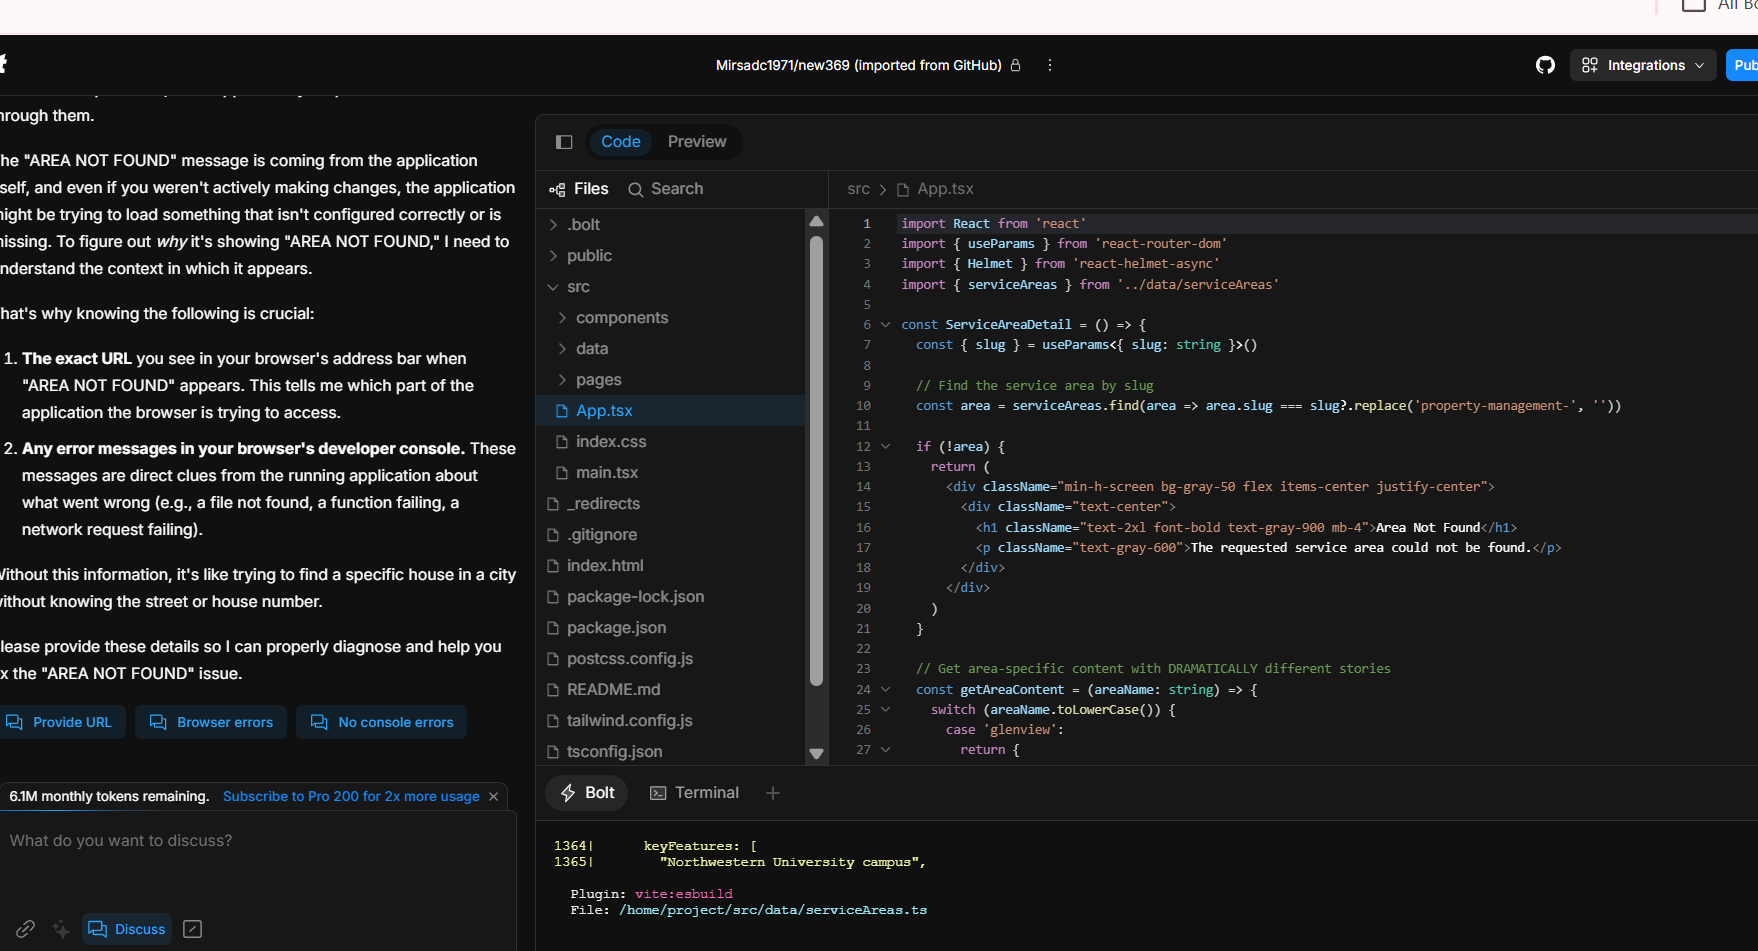 All Bo
Mirsadc1971/new369 (imported from GitHub)
Integrations
Pub
hrough them.
he "AREA NOT FOUND" message is coming from the application
self, and even if you weren't actively making changes, the application
ight be trying to load something that isn't configured correctly or is
issing. To figure out why it's showing "AREA NOT FOUND," I need to
nderstand the context in which it appears.
hat's why knowing the following is crucial:
1. The exact URL you see in your browser's address bar when
"AREA NOT FOUND" appears. This tells me which part of the
application the browser is trying to access.
2. Any error messages in your browser's developer console. These
messages are direct clues from the running application about
what went wrong (e.g., a file not found, a function failing, a
network request failing).
ithout this information, it's like trying to find a specific house in a city
ithout knowing the street or house number.
lease provide these details so I can properly diagnose and help you
x the "AREA NOT FOUND" issue.
Provide URL
Browser errors
No console errors
6.1M monthly tokens remaining. Subscribe to Pro 200 for 2x more usage
What do you want to discuss?
Discuss
Code
Preview
Files
Search
.bolt
public
src
components
data
pages
App.tsx
index.css
main.tsx
_redirects
.gitignore
index.html
package-lock.json
package.json
postcss.config.js
README.md
tailwind.config.js
tsconfig.json
src > App.tsx
1 import React from 'react'
2 import { useParams } from 'react-router-dom'
3 import { Helmet } from 'react-helmet-async'
4 import { serviceAreas } from '../data/serviceAreas'
5
6 const ServiceAreaDetail = () => {
7 const { slug } = useParams<{ slug: string }>()
8
9 // Find the service area by slug
10 const area = serviceAreas.find(area => area.slug === slug?.replace('property-management-', ''))
11
12 if (!area) {
13 return (
14 <div className="min-h-screen bg-gray-50 flex items-center justify-center">
15 <div className="text-center">
16 <h1 className="text-2xl font-bold text-gray-900 mb-4">Area Not Found</h1>
17 <p className="text-gray-600">The requested service area could not be found.</p>
18 </div>
19 </div>
20 )
21 }
22
23 // Get area-specific content with DRAMATICALLY different stories
24 const getAreaContent = (areaName: string) => {
25 switch (areaName.toLowerCase()) {
26 case 'glenview':
27 return {
Bolt
Terminal
1364| keyFeatures: [
1365| "Northwestern University campus",
Plugin: vite:esbuild
File: /home/project/src/data/serviceAreas.ts